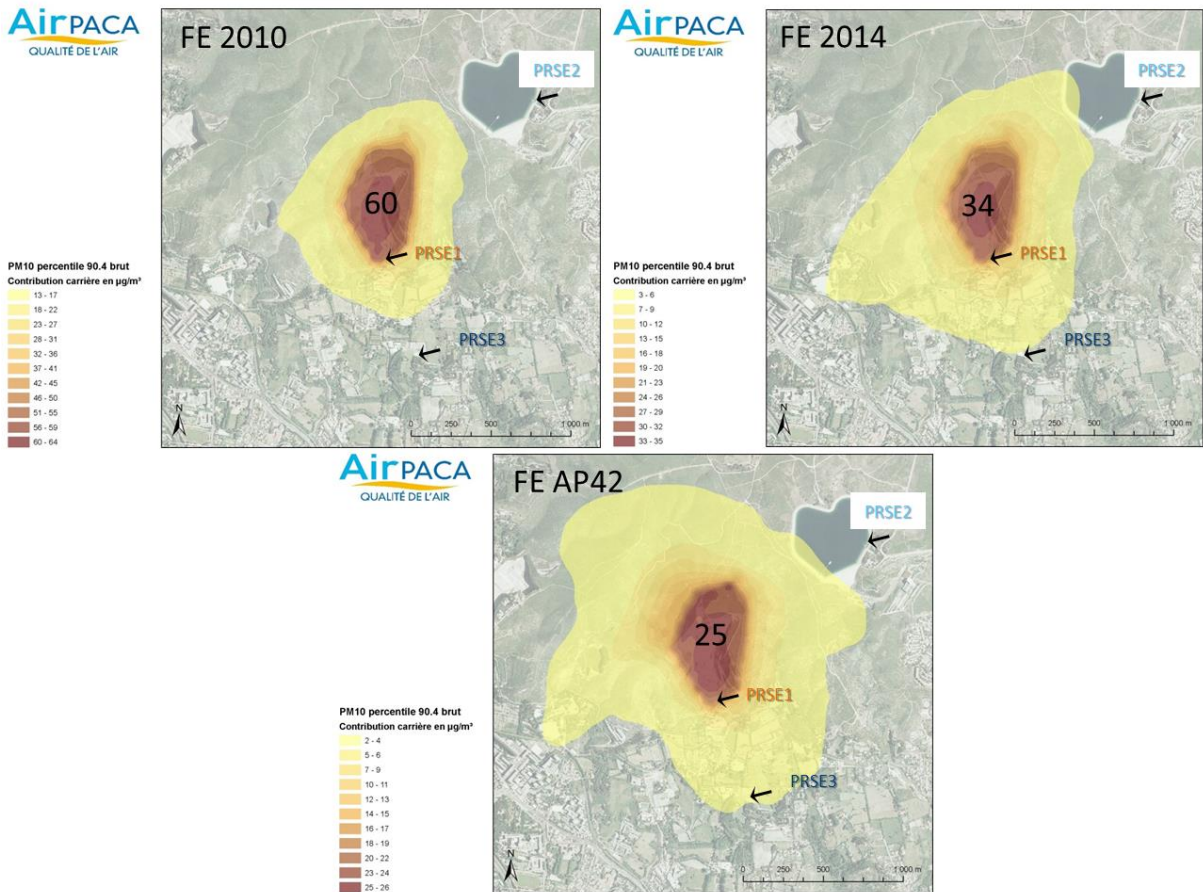 AirPACA
QUALITÉ DE L'AIR
FE 2010
PRSE2
60
PRSE1
PRSE3
PM10 percentile 90.4 brut
Contribution carrière en µg/m³
13 - 17
18 - 22
23 - 27
28 - 31
32 - 36
37 - 41
42 - 45
46 - 50
51 - 55
56 - 59
60 - 64
N
0 250 500 1 000 m
AirPACA
QUALITÉ DE L'AIR
FE 2014
PRSE2
34
PRSE1
PRSE3
PM10 percentile 90.4 brut
Contribution carrière en µg/m³
3 - 6
7 - 9
10 - 12
13 - 15
16 - 18
19 - 20
21 - 23
24 - 26
27 - 29
30 - 32
33 - 35
N
0 250 500 1 000 m
AirPACA
QUALITÉ DE L'AIR
FE AP42
PRSE2
25
PRSE1
PRSE3
PM10 percentile 90.4 brut
Contribution carrière en µg/m³
2 - 4
5 - 6
7 - 9
10 - 11
12 - 13
14 - 15
16 - 17
18 - 19
20 - 22
23 - 24
25 - 26
N
0 250 500 1 000 m